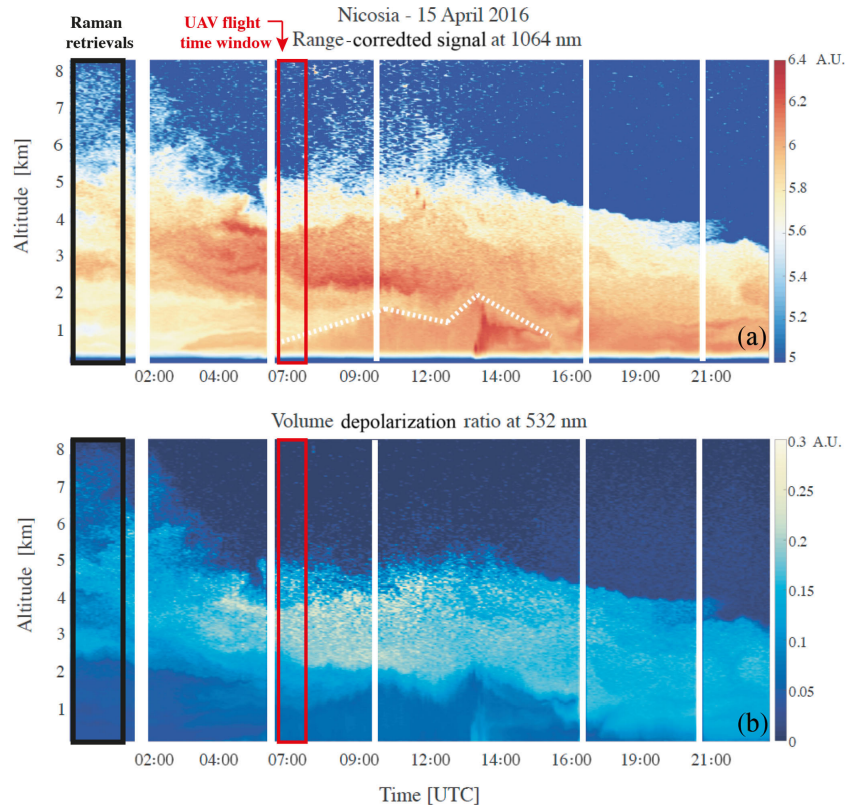 Nicosia - 15 April 2016
Raman
retrievals
UAV flight
time window
Range-corredted signal at 1064 nm
6.4 A.U.
6.2
6
5.8
5.6
5.4
5.2
5
8
7
6
5
4
3
2
1
Altitude [km]
(a)
02:00 04:00 07:00 09:00 12:00 14:00 16:00 19:00 21:00
Volume depolarization ratio at 532 nm
0.3 A.U.
0.25
0.2
0.15
0.1
0.05
0
8
7
6
5
4
3
2
1
Altitude [km]
(b)
02:00 04:00 07:00 09:00 12:00 14:00 16:00 19:00 21:00
Time [UTC]